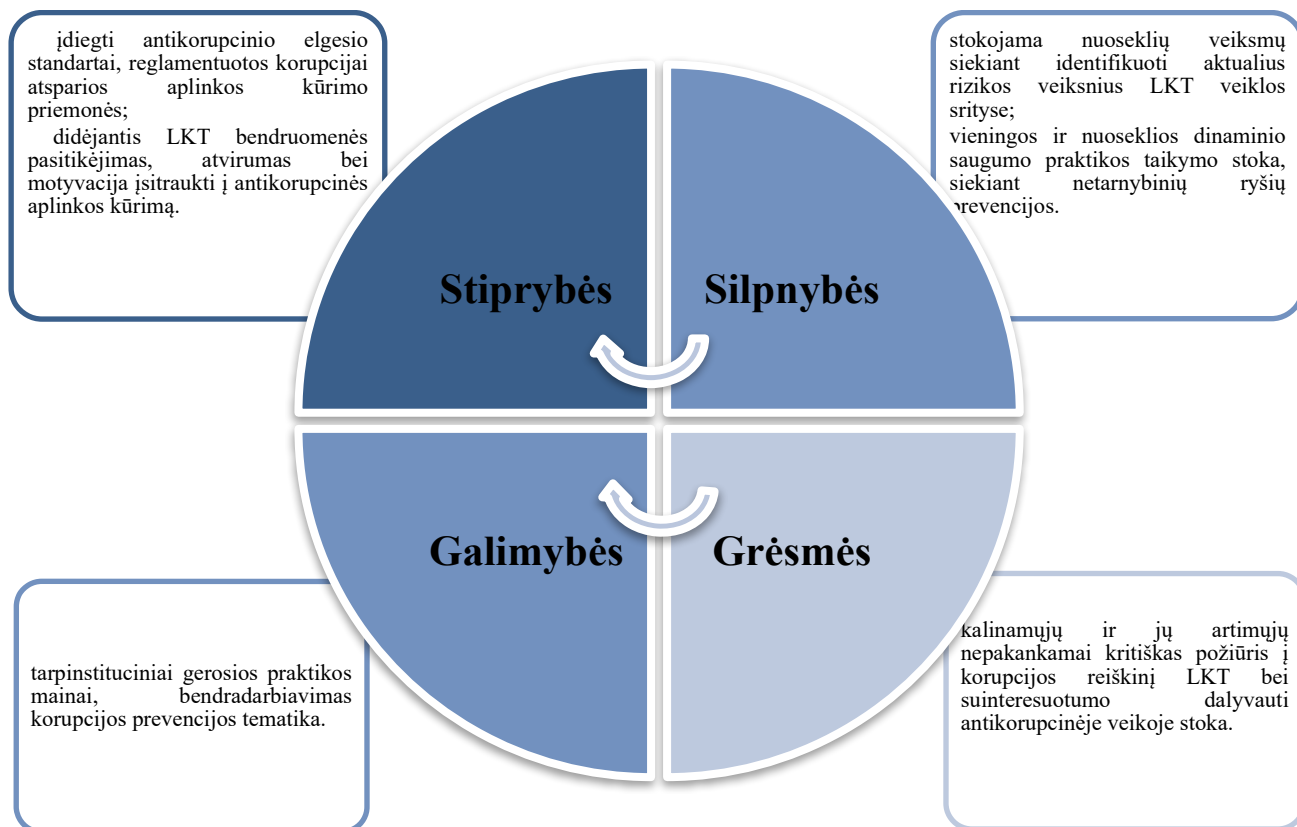 įdiegti antikorupcinio elgesio
standartai, reglamentuotos korupcijai
atsparios aplinkos kūrimo
priemonės;
didėjantis LKT bendruomenės
pasitikėjimas, atvirumas bei
motyvacija įsitraukti į antikorupcinės
aplinkos kūrimą.
stokojama nuoseklių veiksmų
siekiant identifikuoti aktualius
rizikos veiksnius LKT veiklos
srityse;
vieningos ir nuoseklios dinaminio
saugumo praktikos taikymo stoka,
siekiant netarnybinių ryšių
prevencijos.
Stiprybės
Silpnybės
Galimybės
Grėsmės
tarpinstituciniai gerosios praktikos
mainai, bendradarbiavimas
korupcijos prevencijos tematika.
kalinamųjų ir jų artimųjų
nepakankamai kritiškas požiūris į
korupcijos reiškinį LKT bei
suinteresuotumo dalyvauti
antikorupcinėje veikoje stoka.